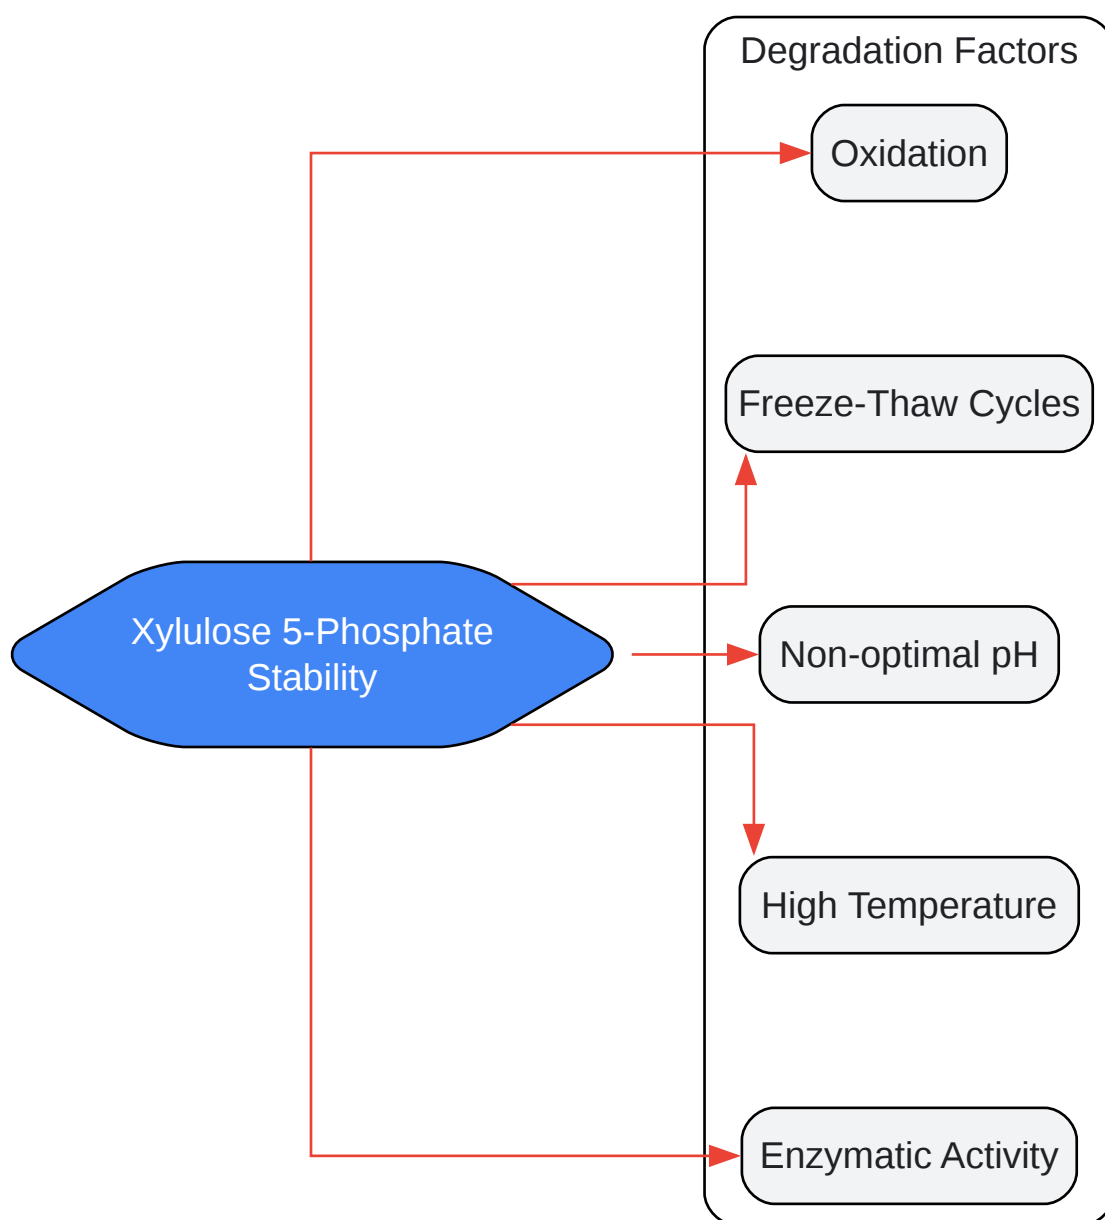 Degradation Factors
Oxidation
Freeze-Thaw Cycles
Xylulose 5-Phosphate
Stability
Non-optimal pH
High Temperature
Enzymatic Activity